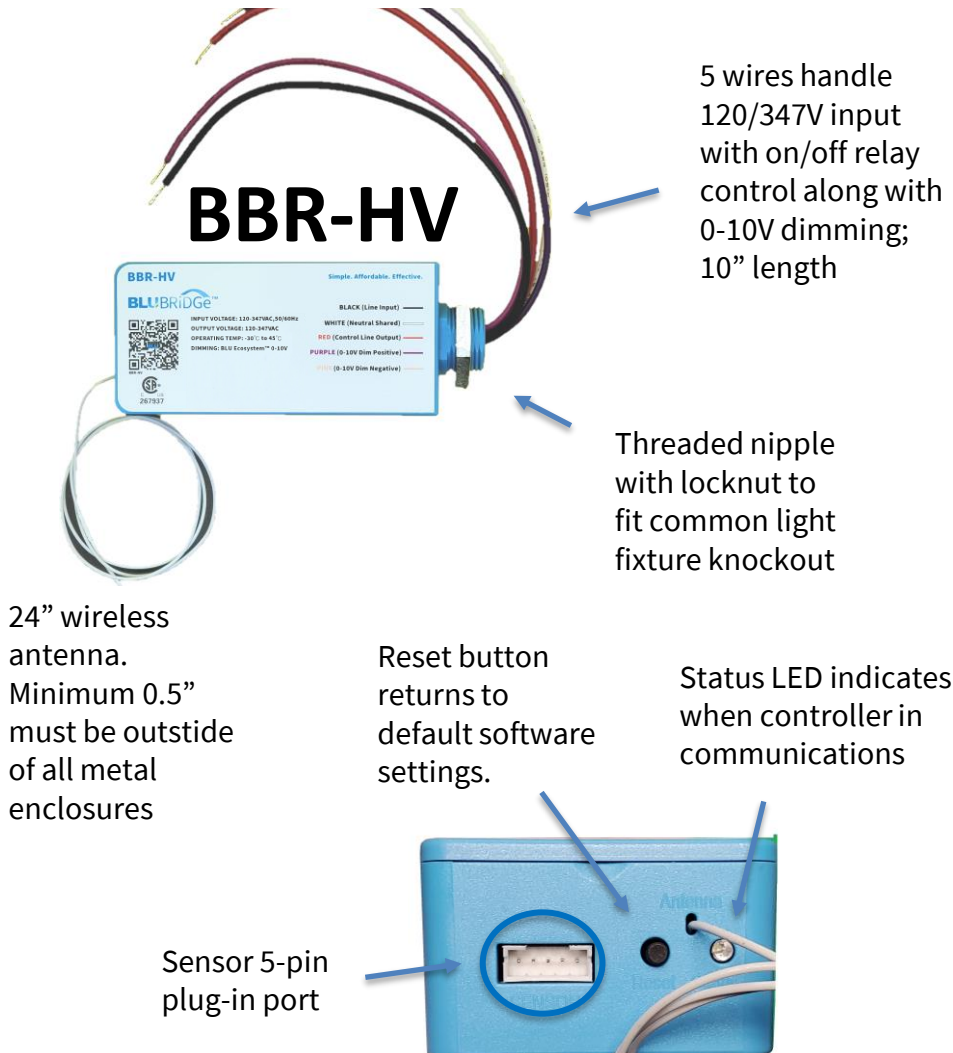 5 wires handle
120/347V input
with on/off relay
control along with
0-10V dimming;
10” length
BBR-HV
BBR-HV
Simple. Affordable. Effective.
BLUBRIDGe™
INPUT VOLTAGE: 120-347VAC,50/60Hz
OUTPUT VOLTAGE: 120-347VAC
OPERATING TEMP: -30°C to 45°C
DIMMING: BLU Ecosystem™ 0-10V
BLACK (Line Input)
WHITE (Neutral Shared)
RED (Control Line Output)
PURPLE (0-10V Dim Positive)
(0-10V Dim Negative)
BBR-HV
267937
Threaded nipple
with locknut to
fit common light
fixture knockout
24” wireless
antenna.
Minimum 0.5”
must be outstide
of all metal
enclosures
Reset button
returns to
default software
settings.
Status LED indicates
when controller in
communications
Antenna
Reset
Sensor 5-pin
plug-in port